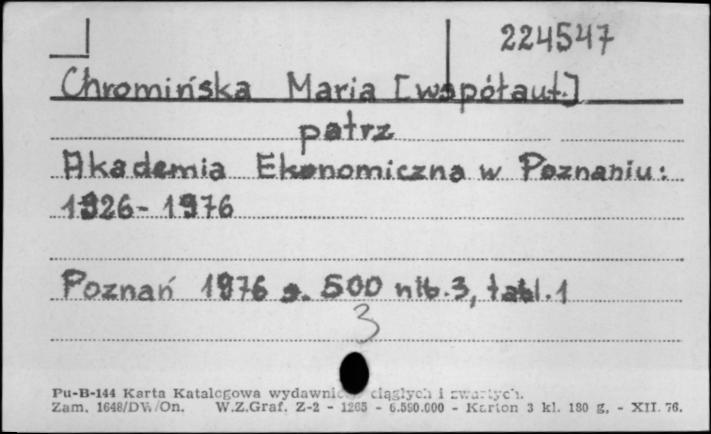 224547
Chromińska Maria [współaut.]
patrz
Akademia Ekonomiczna w Poznaniu:
1926-1976
Poznań 1976 s. 500 nlb.3, tabl.1
3
Pu-B-144 Karta Katalogowa wydawnic ciągłych i zwartych.
Zam. 1648/DW/On. W.Z.Graf. Z-2 - 1265 - 6.590.000 - Karton 3 kl. 180 g. - XII. 76.